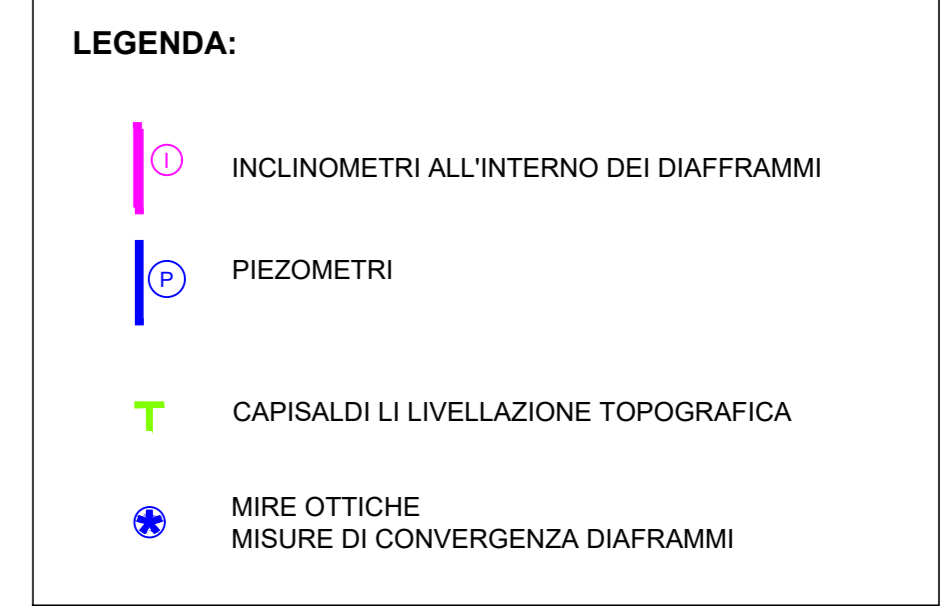 LEGENDA:
I
INCLINOMETRI ALL'INTERNO DEI DIAFFRAMMI
P
PIEZOMETRI
CAPISALDI LI LIVELLAZIONE TOPOGRAFICA
MIRE OTTICHE
MISURE DI CONVERGENZA DIAFRAMMI